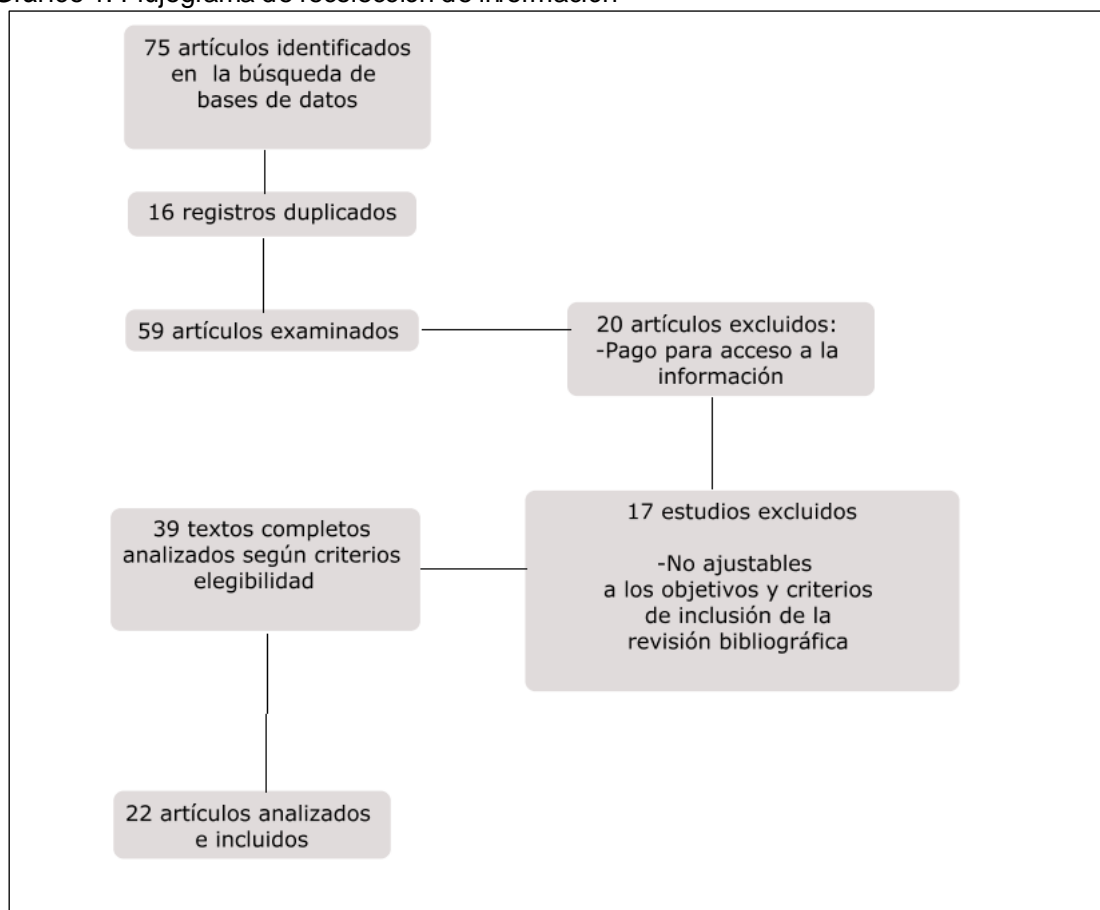 75 artículos identificados
en la búsqueda de
bases de datos
16 registros duplicados
59 artículos examinados
20 artículos excluidos:
-Pago para acceso a la
información
17 estudios excluidos
-No ajustables
a los objetivos y criterios
de inclusión de la
revisión bibliográfica
39 textos completos
analizados según criterios
elegibilidad
22 artículos analizados
e incluidos